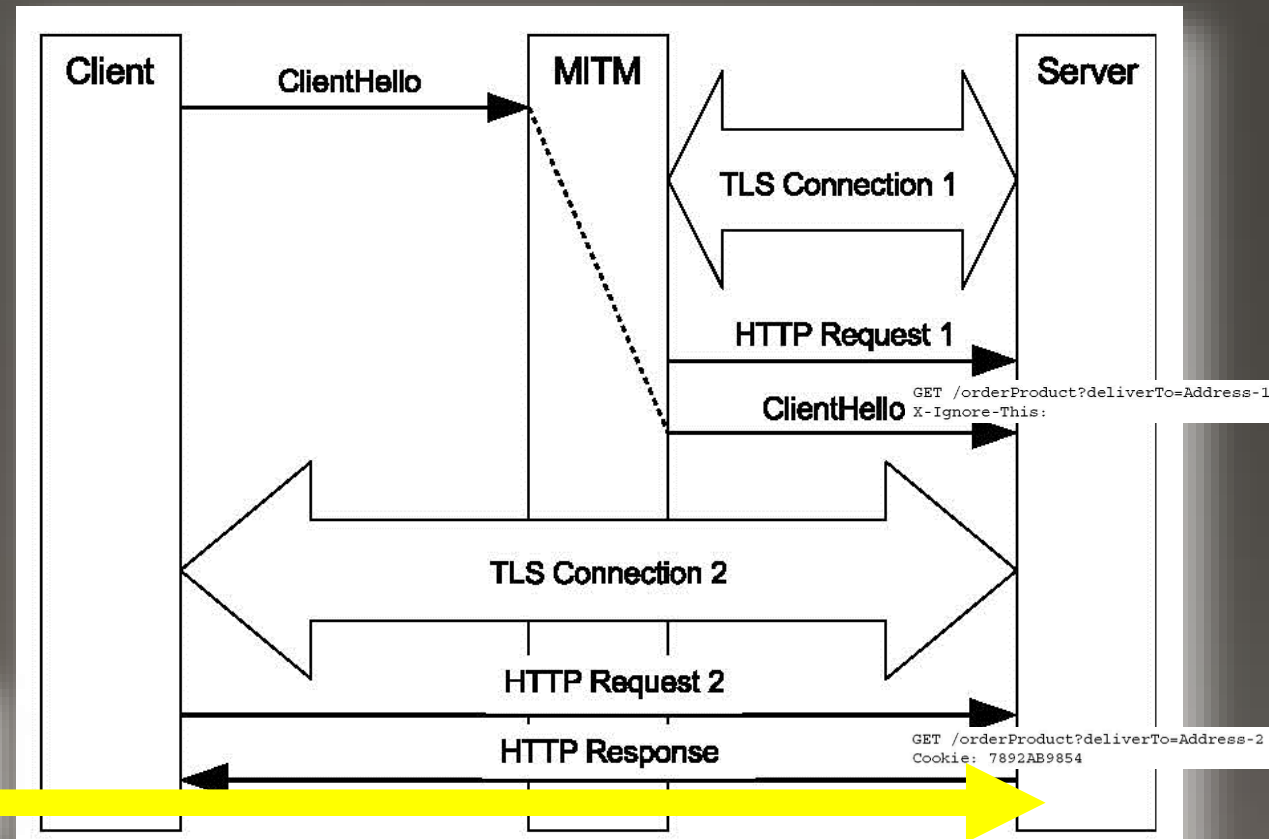 Client
ClientHello
MITM
Server
TLS Connection 1
HTTP Request 1
GET /orderProduct?deliverTo=Address-1
X-Ignore-This:
ClientHello
TLS Connection 2
HTTP Request 2
GET /orderProduct?deliverTo=Address-2
Cookie: 7892AB9854
HTTP Response